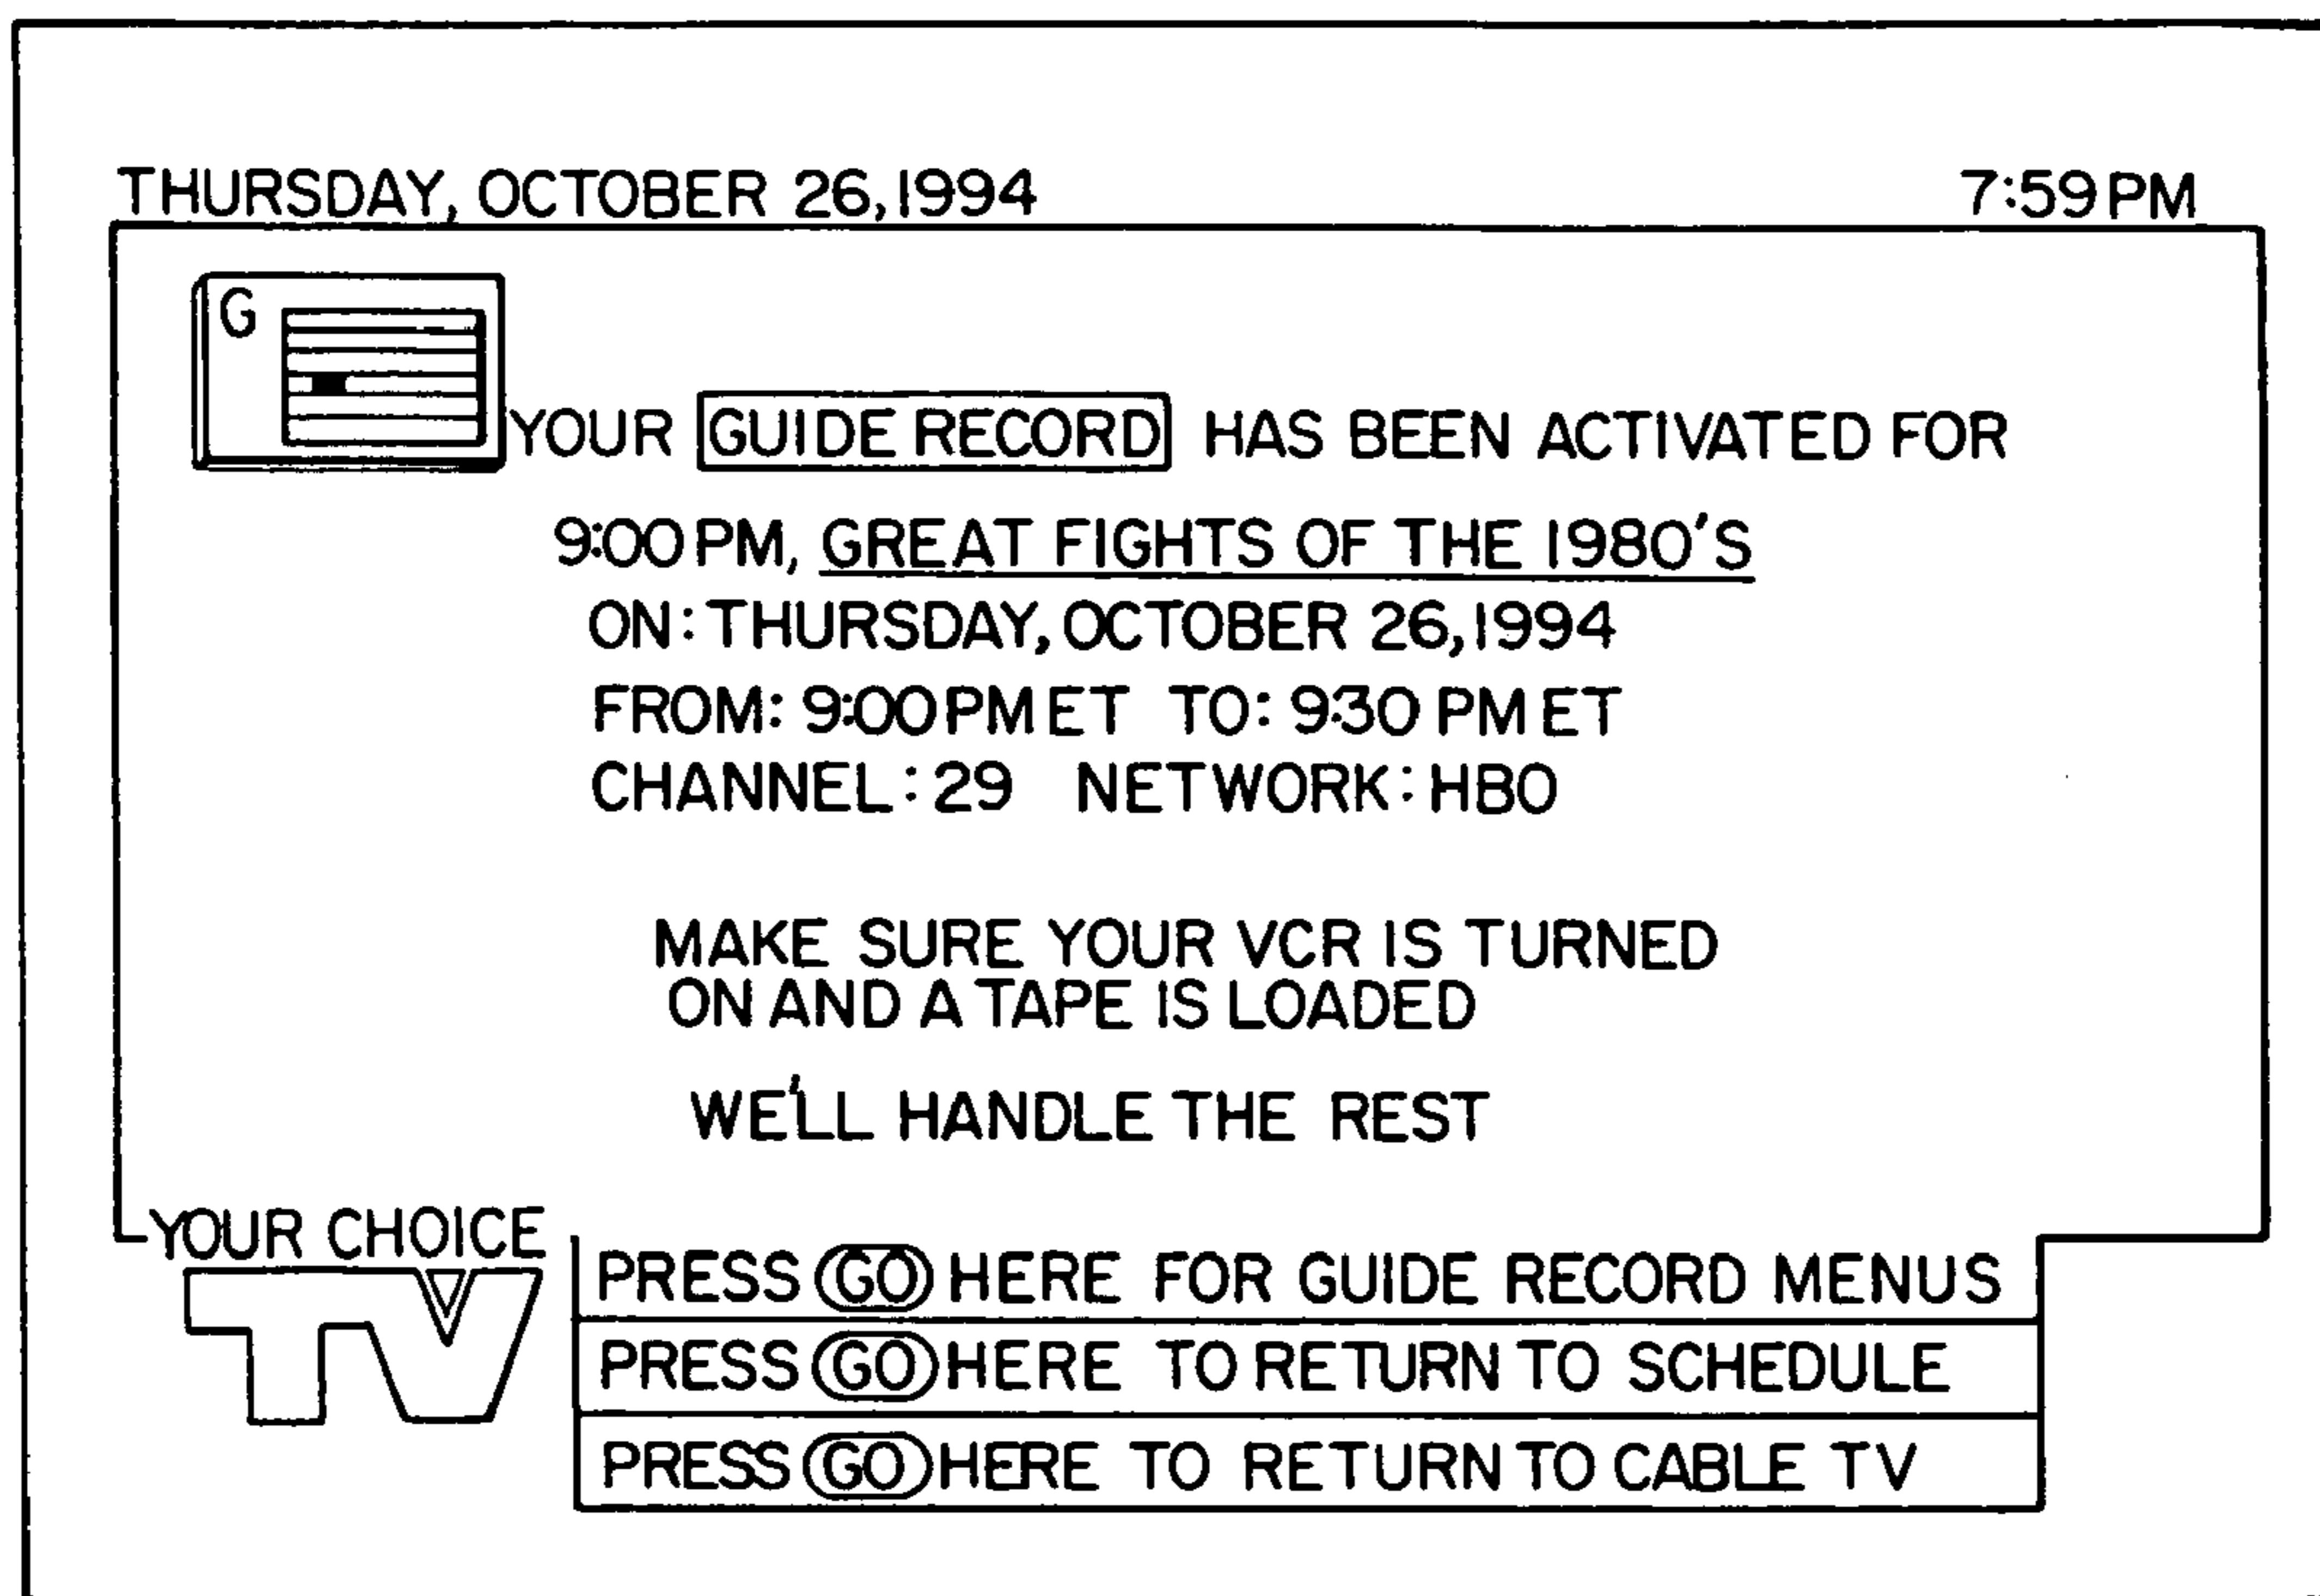 THURSDAY, OCTOBER 26,1994 7:59 PM
G
YOUR GUIDE RECORD HAS BEEN ACTIVATED FOR
9:00 PM, GREAT FIGHTS OF THE 1980'S
ON: THURSDAY, OCTOBER 26,1994
FROM: 9:00 PM ET TO: 9:30 PM ET
CHANNEL: 29 NETWORK: HBO
MAKE SURE YOUR VCR IS TURNED
ON AND A TAPE IS LOADED
WE'LL HANDLE THE REST
YOUR CHOICE
TV
PRESS GO HERE FOR GUIDE RECORD MENUS
PRESS GO HERE TO RETURN TO SCHEDULE
PRESS GO HERE TO RETURN TO CABLE TV